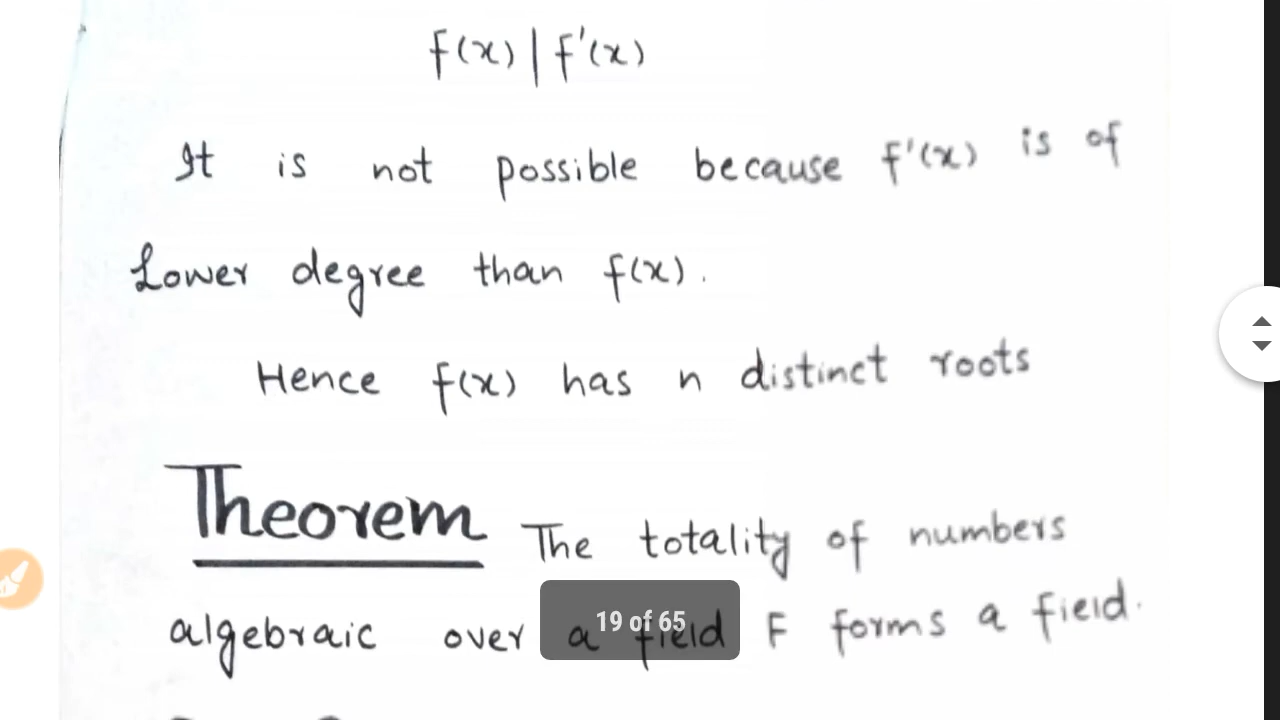 f(x) | f'(x)
It is not possible because f'(x) is of
Lower degree than f(x).
Hence f(x) has n distinct roots
Theorem The totality of numbers
algebraic over a field F forms a field.
19 of 65